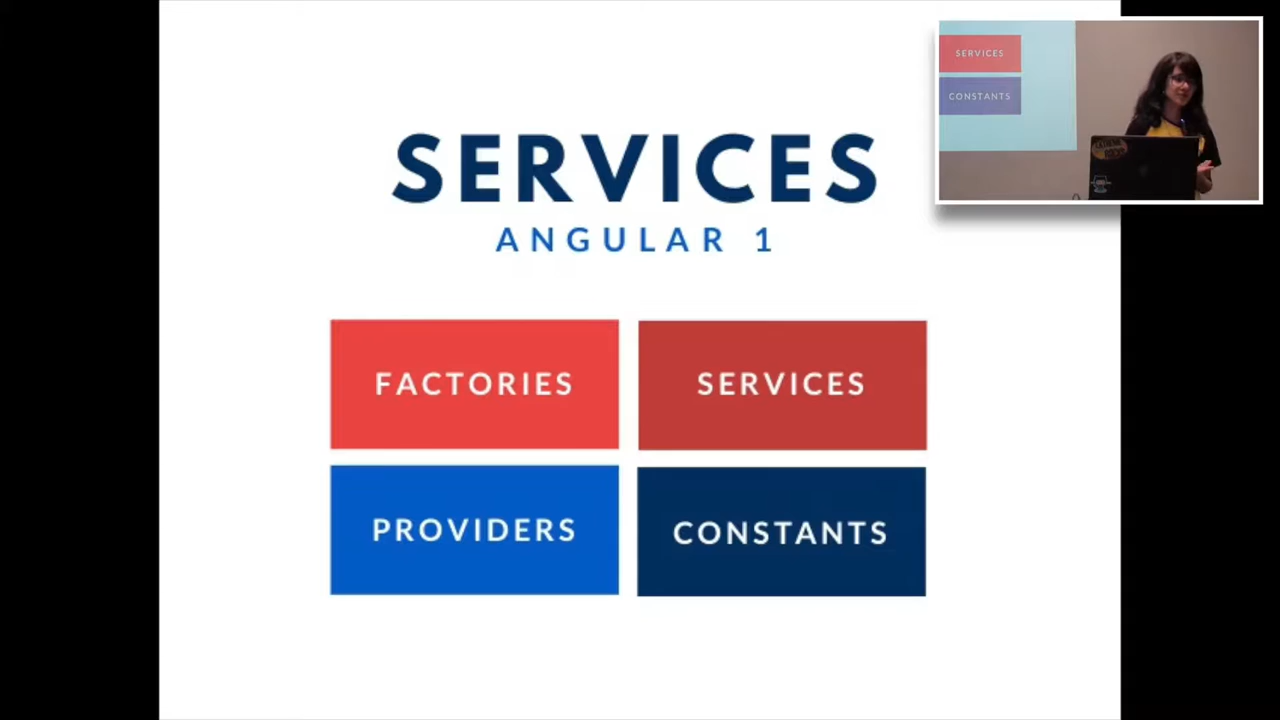 SERVICES
ANGULAR 1
FACTORIES
SERVICES
PROVIDERS
CONSTANTS
SERVICES
CONSTANTS